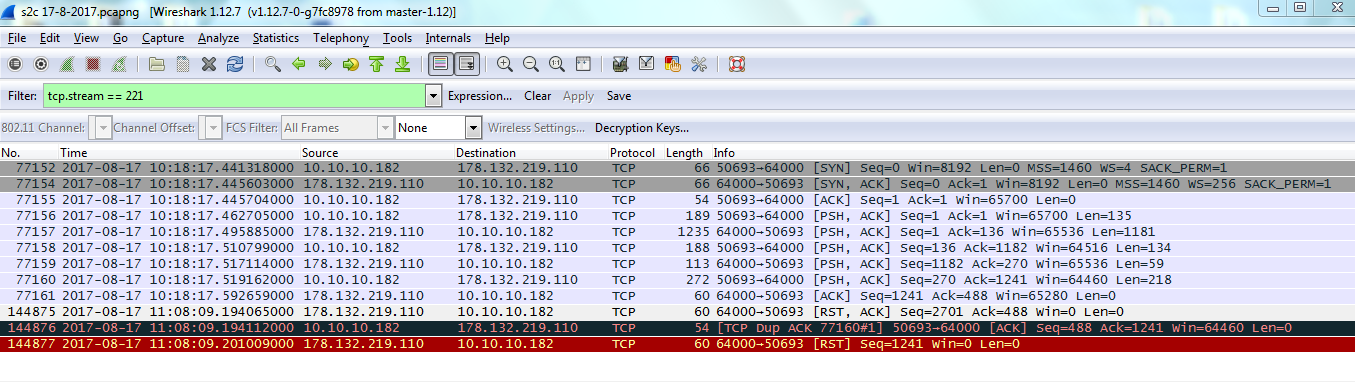 s2c 17-8-2017.pcapng [Wireshark 1.12.7 (v1.12.7-0-g7fc8978 from master-1.12)]
File Edit View Go Capture Analyze Statistics Telephony Tools Internals Help
Filter: tcp.stream == 221 Expression... Clear Apply Save
802.11 Channel: Channel Offset: FCS Filter: All Frames None Wireless Settings... Decryption Keys...
No. Time Source Destination Protocol Length Info
77152 2017-08-17 10:18:17.441318000 10.10.10.182 178.132.219.110 TCP 66 50693→64000 [SYN] Seq=0 Win=8192 Len=0 MSS=1460 WS=4 SACK_PERM=1
77154 2017-08-17 10:18:17.445603000 178.132.219.110 10.10.10.182 TCP 66 64000→50693 [SYN, ACK] Seq=0 Ack=1 Win=8192 Len=0 MSS=1460 WS=256 SACK_PERM=1
77155 2017-08-17 10:18:17.445704000 10.10.10.182 178.132.219.110 TCP 54 50693→64000 [ACK] Seq=1 Ack=1 Win=65700 Len=0
77156 2017-08-17 10:18:17.462705000 10.10.10.182 178.132.219.110 TCP 189 50693→64000 [PSH, ACK] Seq=1 Ack=1 Win=65700 Len=135
77157 2017-08-17 10:18:17.495885000 178.132.219.110 10.10.10.182 TCP 1235 64000→50693 [PSH, ACK] Seq=1 Ack=136 Win=65536 Len=1181
77158 2017-08-17 10:18:17.510799000 10.10.10.182 178.132.219.110 TCP 188 50693→64000 [PSH, ACK] Seq=136 Ack=1182 Win=64516 Len=134
77159 2017-08-17 10:18:17.517114000 178.132.219.110 10.10.10.182 TCP 113 64000→50693 [PSH, ACK] Seq=1182 Ack=270 Win=65536 Len=59
77160 2017-08-17 10:18:17.519162000 10.10.10.182 178.132.219.110 TCP 272 50693→64000 [PSH, ACK] Seq=270 Ack=1241 Win=64460 Len=218
77161 2017-08-17 10:18:17.592659000 178.132.219.110 10.10.10.182 TCP 60 64000→50693 [ACK] Seq=1241 Ack=488 Win=65280 Len=0
144875 2017-08-17 11:08:09.194065000 178.132.219.110 10.10.10.182 TCP 60 64000→50693 [RST, ACK] Seq=2701 Ack=488 Win=0 Len=0
144876 2017-08-17 11:08:09.194112000 10.10.10.182 178.132.219.110 TCP 54 [TCP Dup ACK 77160#1] 50693→64000 [ACK] Seq=488 Ack=1241 Win=64460 Len=0
144877 2017-08-17 11:08:09.201009000 178.132.219.110 10.10.10.182 TCP 60 64000→50693 [RST] Seq=1241 Win=0 Len=0